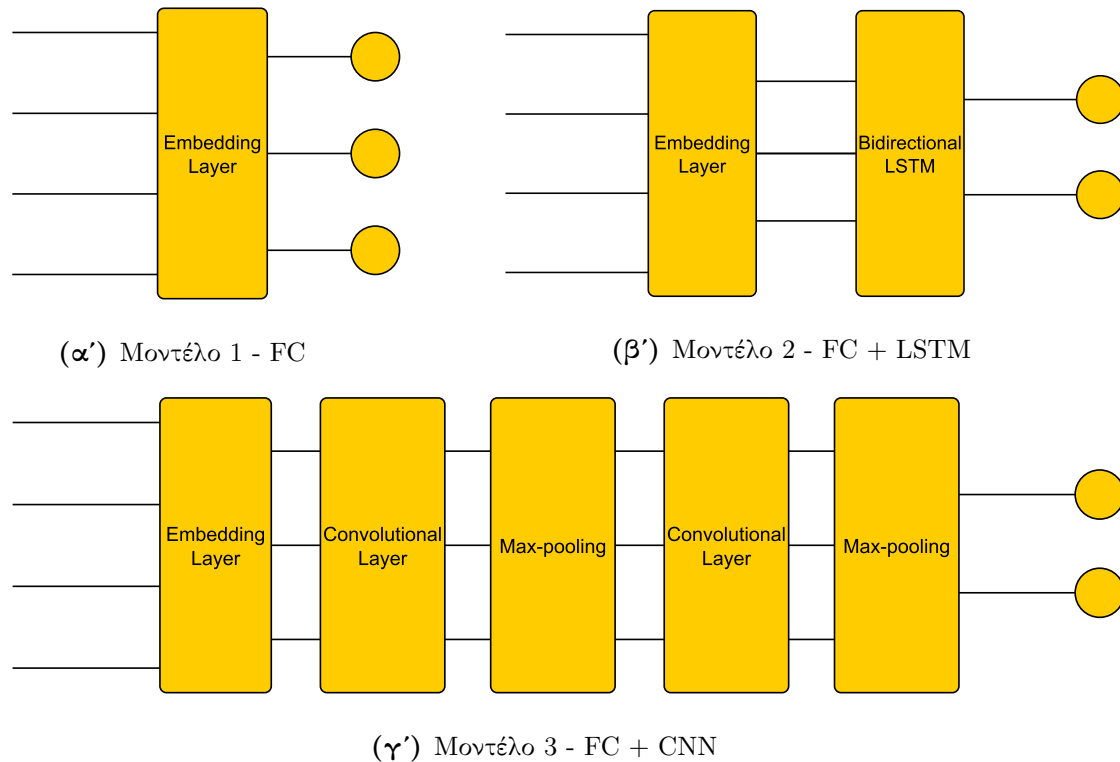 Embedding
Layer
Embedding
Layer
Bidirectional
LSTM
(α΄) Μοντέλο 1 - FC
(β΄) Μοντέλο 2 - FC + LSTM
Embedding
Layer
Convolutional
Layer
Max-pooling
Convolutional
Layer
Max-pooling
(γ΄) Μοντέλο 3 - FC + CNN